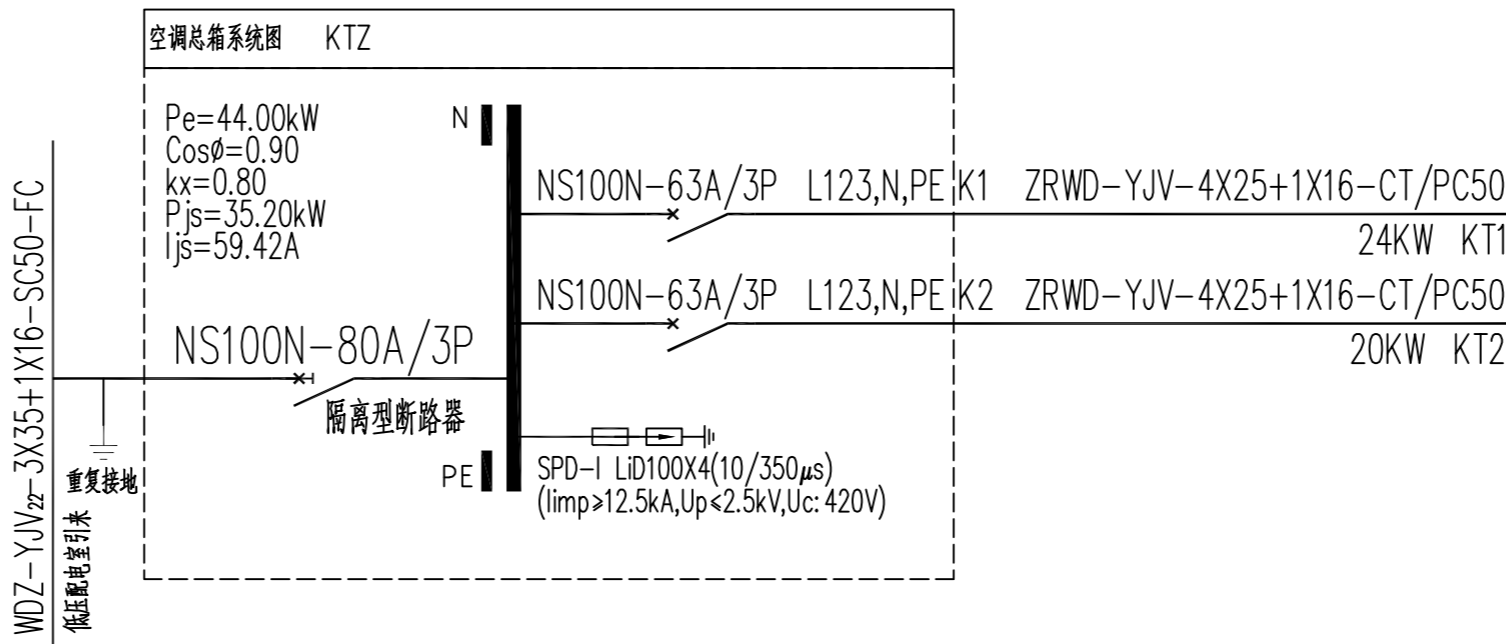 空调总箱系统图 KTZ
Pe=44.00kW
CosØ=0.90
kx=0.80
Pjs=35.20kW
Ijs=59.42A
N
NS100N-63A/3P L123,N,PE K1 ZRWD-YJV-4X25+1X16-CT/PC50
24KW KT1
NS100N-63A/3P L123,N,PE K2 ZRWD-YJV-4X25+1X16-CT/PC50
20KW KT2
NS100N-80A/3P
隔离型断路器
PE
SPD-I LiD100X4(10/350μs)
(Iimp≥12.5kA,Up≤2.5kV,Uc: 420V)
重复接地
WDZ-YJV₂₂-3X35+1X16-SC50-FC
低压配电室引来